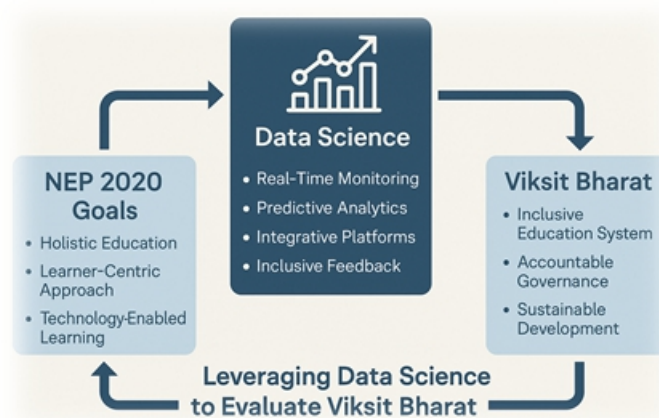 NEP 2020
Goals
• Holistic Education
• Learner-Centric
Approach
• Technology-Enabled
Learning
Data Science
• Real-Time Monitoring
• Predictive Analytics
• Integrative Platforms
• Inclusive Feedback
Viksit Bharat
• Inclusive
Education System
• Accountable
Governance
• Sustainable
Development
Leveraging Data Science
to Evaluate Viksit Bharat